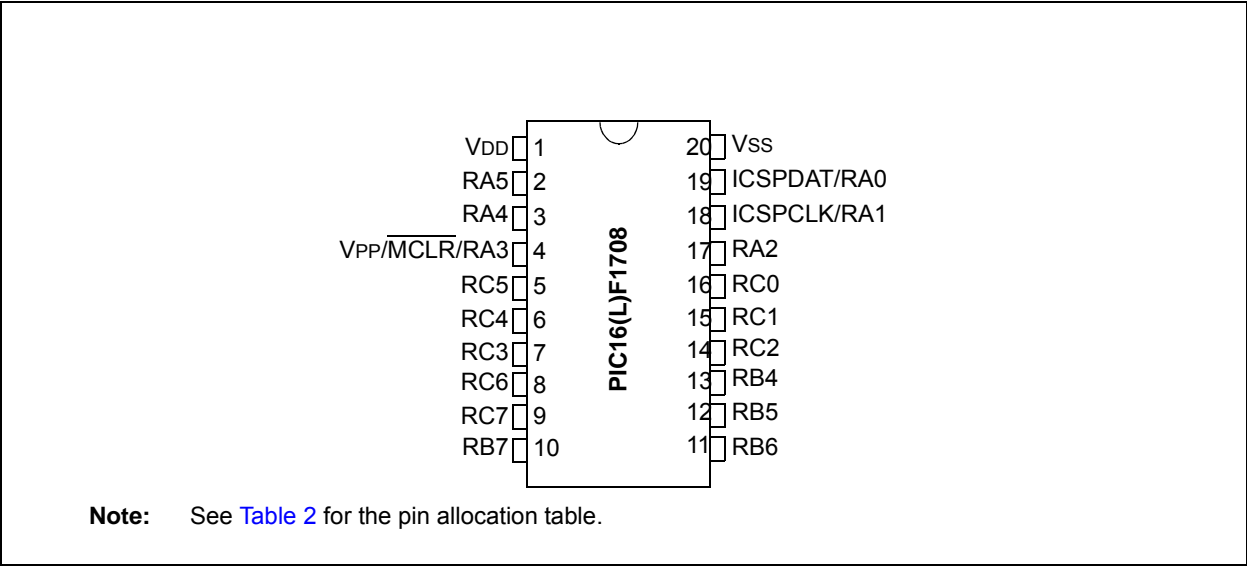 VDD 1 20 VSS
RA5 2 19 ICSPDAT/RA0
RA4 3 18 ICSPCLK/RA1
VPP/MCLR/RA3 4 17 RA2
RC5 5 16 RC0
RC4 6 15 RC1
RC3 7 14 RC2
RC6 8 13 RB4
RC7 9 12 RB5
RB7 10 11 RB6
PIC16(L)F1708
Note: See Table 2 for the pin allocation table.